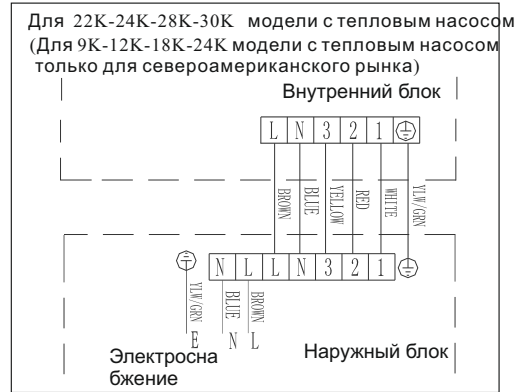 Для 22K-24K-28K-30K модели с тепловым насосом
(Для 9K-12K-18K-24K модели с тепловым насосом
только для североамериканского рынка)
Внутренний блок
L N 3 2 1
BROWN BLUE YELLOW RED WHITE YLW/GRN
N L L N 3 2 1
YLW/GRN BLUE BROWN
E N L
Электросна
бжение
Наружный блок